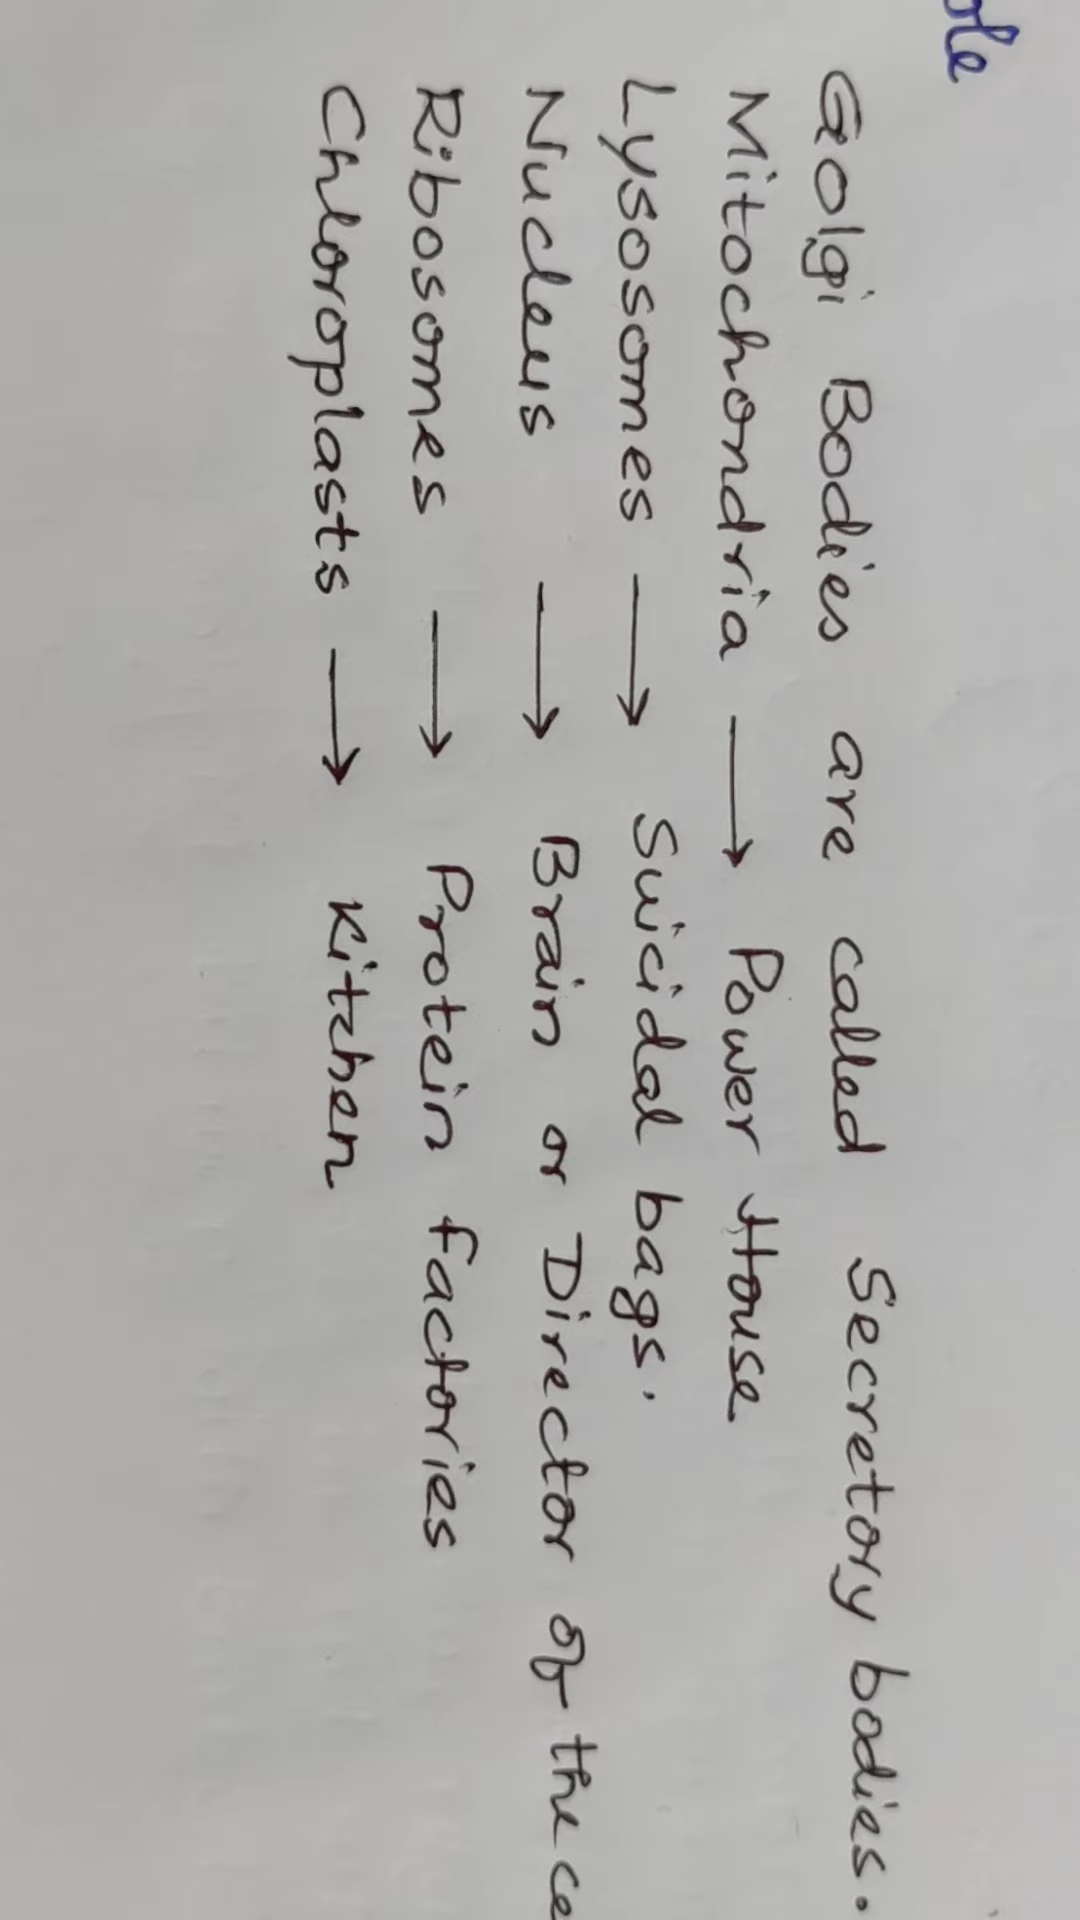 Golgi Bodies are called Secretory bodies.
Mitochondria → Power House
Lysosomes → Suicidal bags.
Nucleus → Brain or Director of the ce
Ribosomes → Protein factories
Chloroplasts → Kitchen